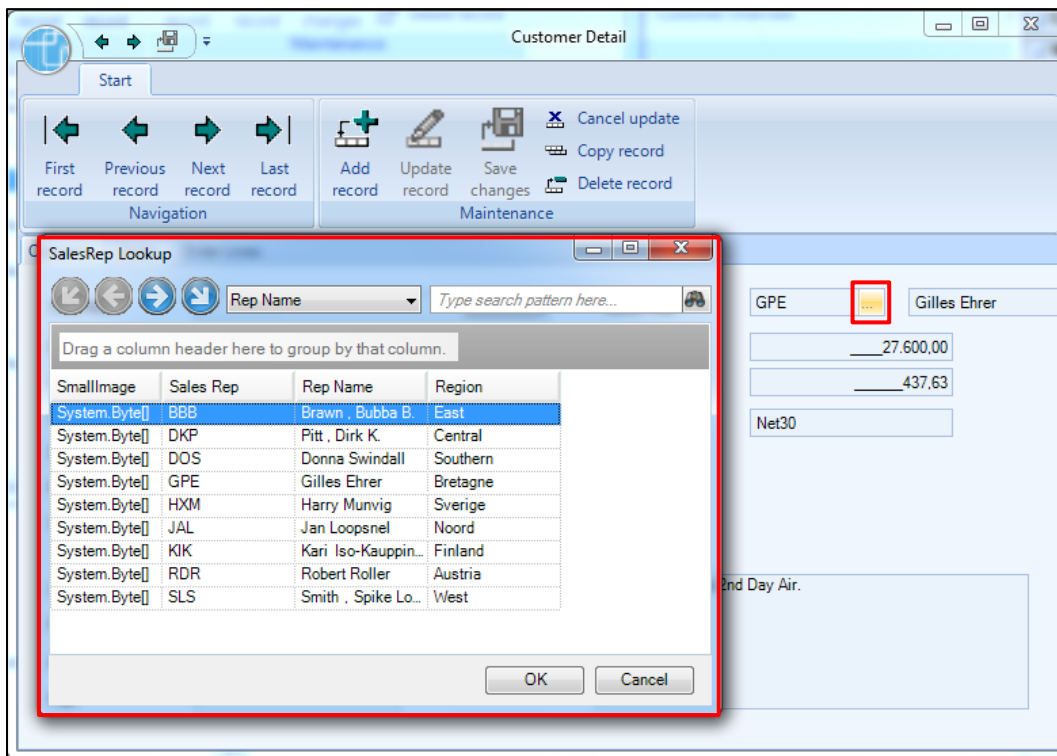 Customer Detail
Start
First record
Previous record
Next record
Last record
Add record
Update record
Save changes
Cancel update
Copy record
Delete record
Navigation
Maintenance
SalesRep Lookup
Rep Name
Type search pattern here...
Drag a column header here to group by that column.
SmallImage Sales Rep Rep Name Region
System.Byte[] BBB Brawn , Bubba B. East
System.Byte[] DKP Pitt , Dirk K. Central
System.Byte[] DOS Donna Swindall Southern
System.Byte[] GPE Gilles Ehrer Bretagne
System.Byte[] HXM Harry Munvig Sverige
System.Byte[] JAL Jan Loopsnel Noord
System.Byte[] KIK Kari Iso-Kauppin... Finland
System.Byte[] RDR Robert Roller Austria
System.Byte[] SLS Smith , Spike Lo... West
OK Cancel
GPE ... Gilles Ehrer
____27.600,00
______437,63
Net30
2nd Day Air.